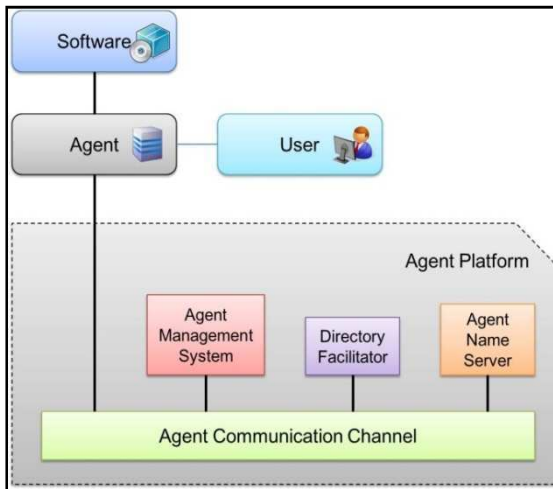 Software
Agent
User
Agent Platform
Agent
Management
System
Directory
Facilitator
Agent
Name
Server
Agent Communication Channel